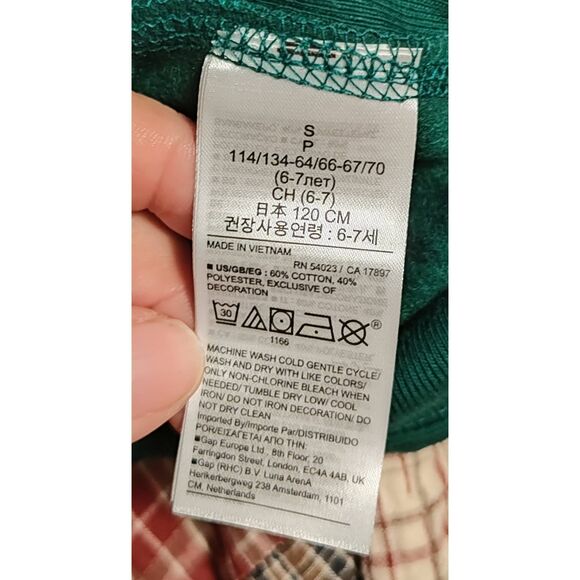 S
P
114/134-64/66-67/70
(6-7лет)
CH (6-7)
日本 120 CM
권장사용연령 : 6-7세
MADE IN VIETNAM
RN 54023 / CA 17897
■ US/GB/EG : 60% COTTON, 40%
POLYESTER, EXCLUSIVE OF
DECORATION
30
®
1166
MACHINE WASH COLD GENTLE CYCLE/
WASH AND DRY WITH LIKE COLORS/
ONLY NON-CHLORINE BLEACH WHEN
NEEDED/ TUMBLE DRY LOW/ COOL
IRON/ DO NOT IRON DECORATION/ DO
NOT DRY CLEAN
Imported By/Importe Par/DISTRIBUIDO
POR/ΕΙΣΑΓΕΤΑΙ ΑΠΟ ΤΗΝ:
■Gap Europe Ltd., 8th Floor, 20
Farringdon Street, London, EC4A 4AB, UK
■Gap (RHC) B.V. Luna ArenA
Herikerbergweg 238 Amsterdam, 1101
CM, Netherlands